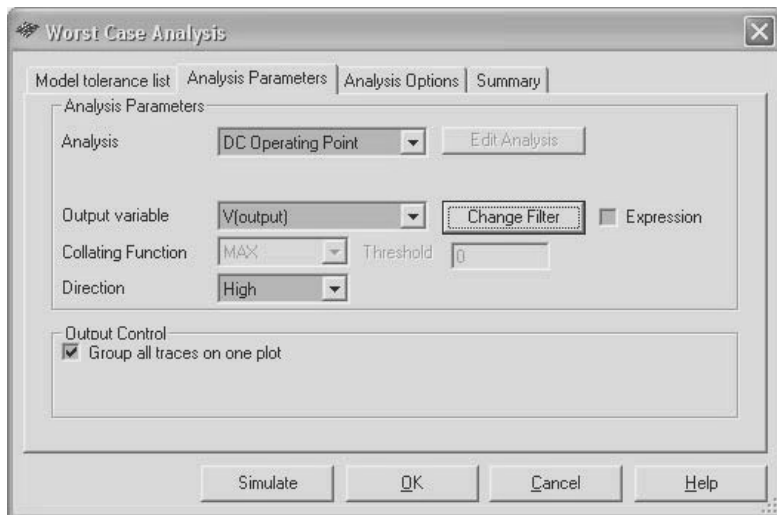 Worst Case Analysis
Model tolerance list Analysis Parameters Analysis Options Summary
Analysis Parameters
Analysis DC Operating Point Edit Analysis
Output variable V(output) Change Filter Expression
Collating Function MAX Threshold 0
Direction High
Output Control
Group all traces on one plot
Simulate OK Cancel Help